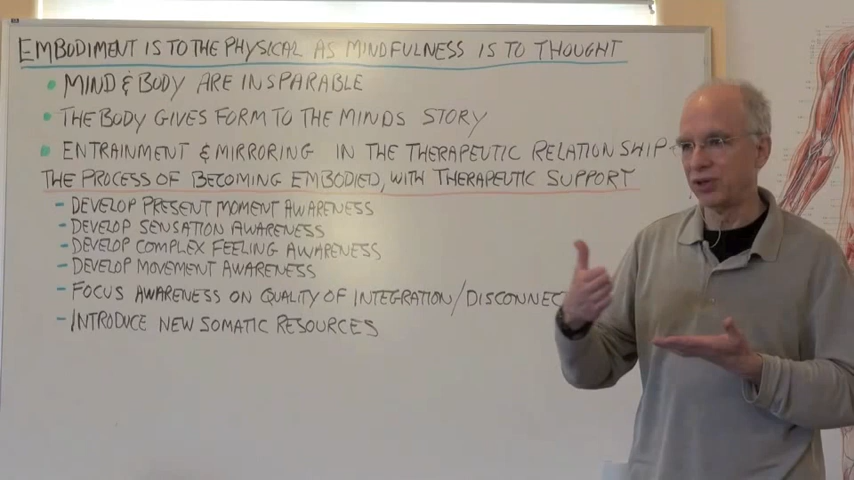 EMBODIMENT IS TO THE PHYSICAL AS MINDFULNESS IS TO THOUGHT
• MIND & BODY ARE INSPARABLE
• THE BODY GIVES FORM TO THE MINDS STORY
• ENTRAINMENT & MIRRORING IN THE THERAPEUTIC RELATIONSHIP
THE PROCESS OF BECOMING EMBODIED, WITH THERAPEUTIC SUPPORT
- DEVELOP PRESENT MOMENT AWARENESS
- DEVELOP SENSATION AWARENESS
- DEVELOP COMPLEX FEELING AWARENESS
- DEVELOP MOVEMENT AWARENESS
- FOCUS AWARENESS ON QUALITY OF INTEGRATION/DISCONNEC
- INTRODUCE NEW SOMATIC RESOURCES